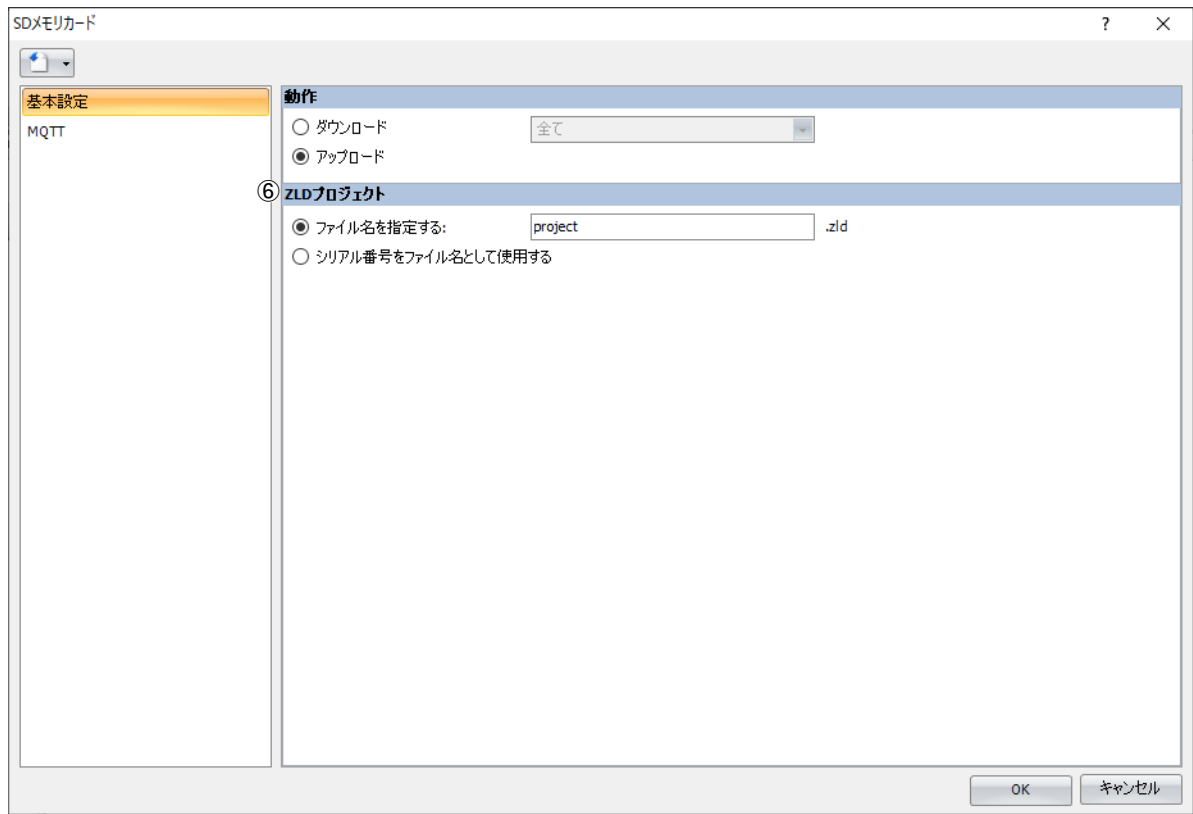 SDメモリカード
?
基本設定
MQTT
動作
ダウンロード 全て
アップロード
⑥ ZLDプロジェクト
ファイル名を指定する: project .zld
シリアル番号をファイル名として使用する
OK キャンセル